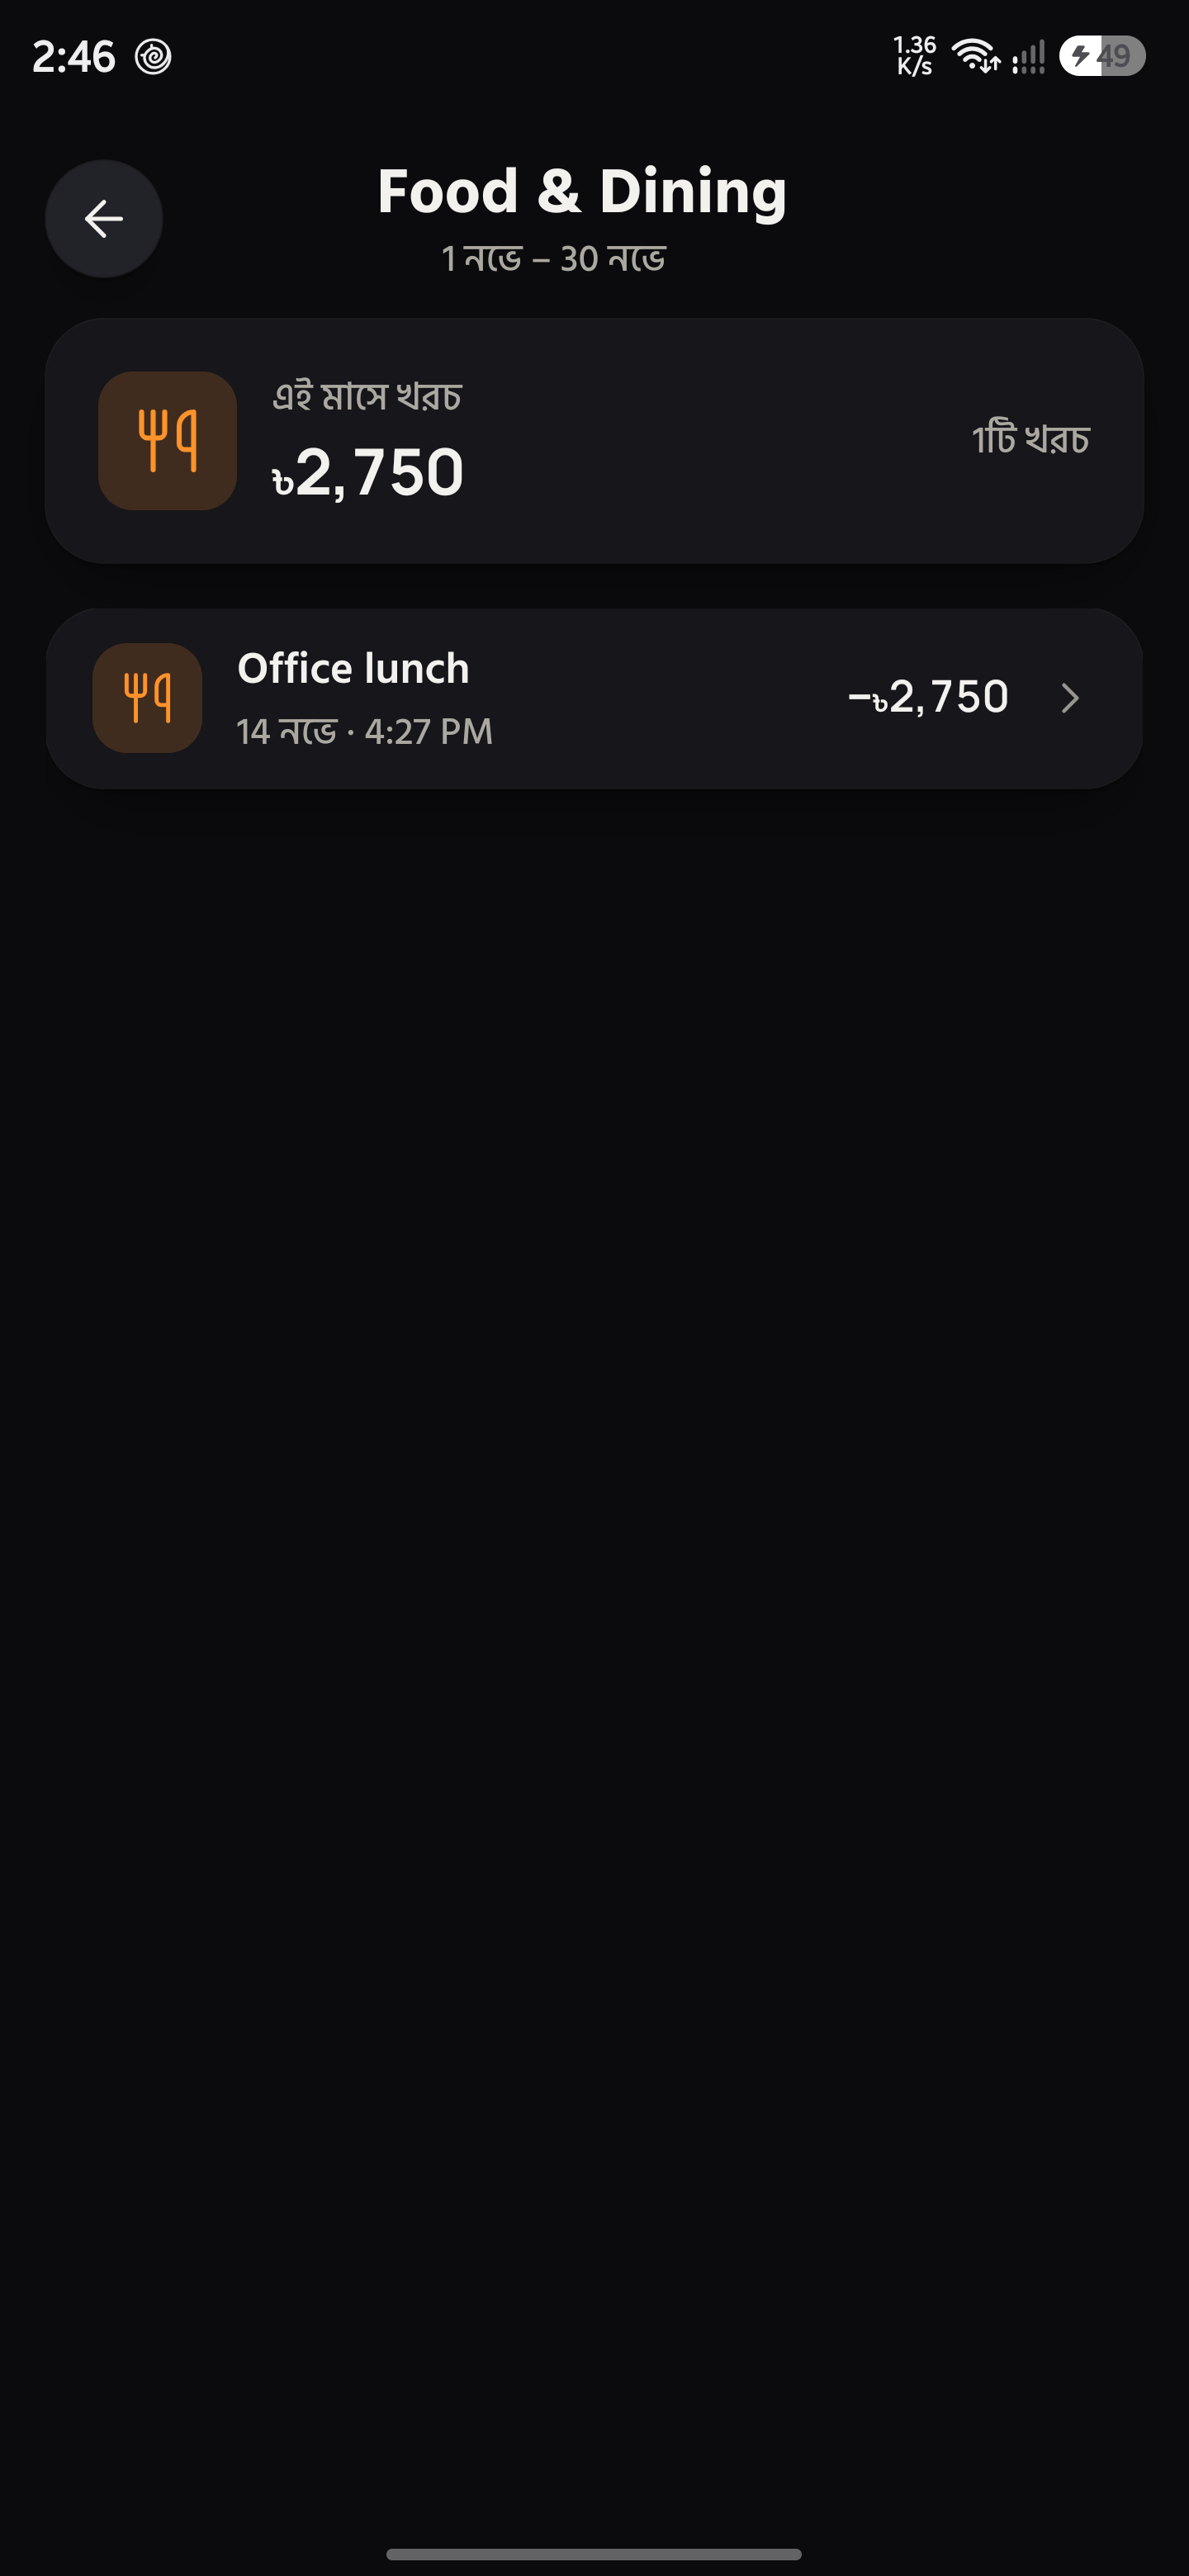 2:46
1.36
K/s
49
Food & Dining
1 নভে – 30 নভে
এই মাসে খরচ
৳2,750
1টি খরচ
Office lunch
14 নভে · 4:27 PM
−৳2,750